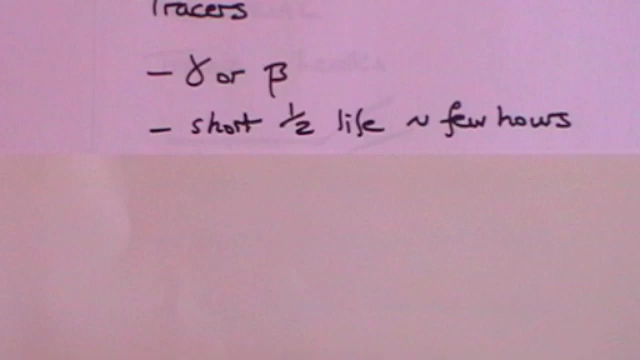 Tracers
- γ or β
- short 1/2 life ~ few hours